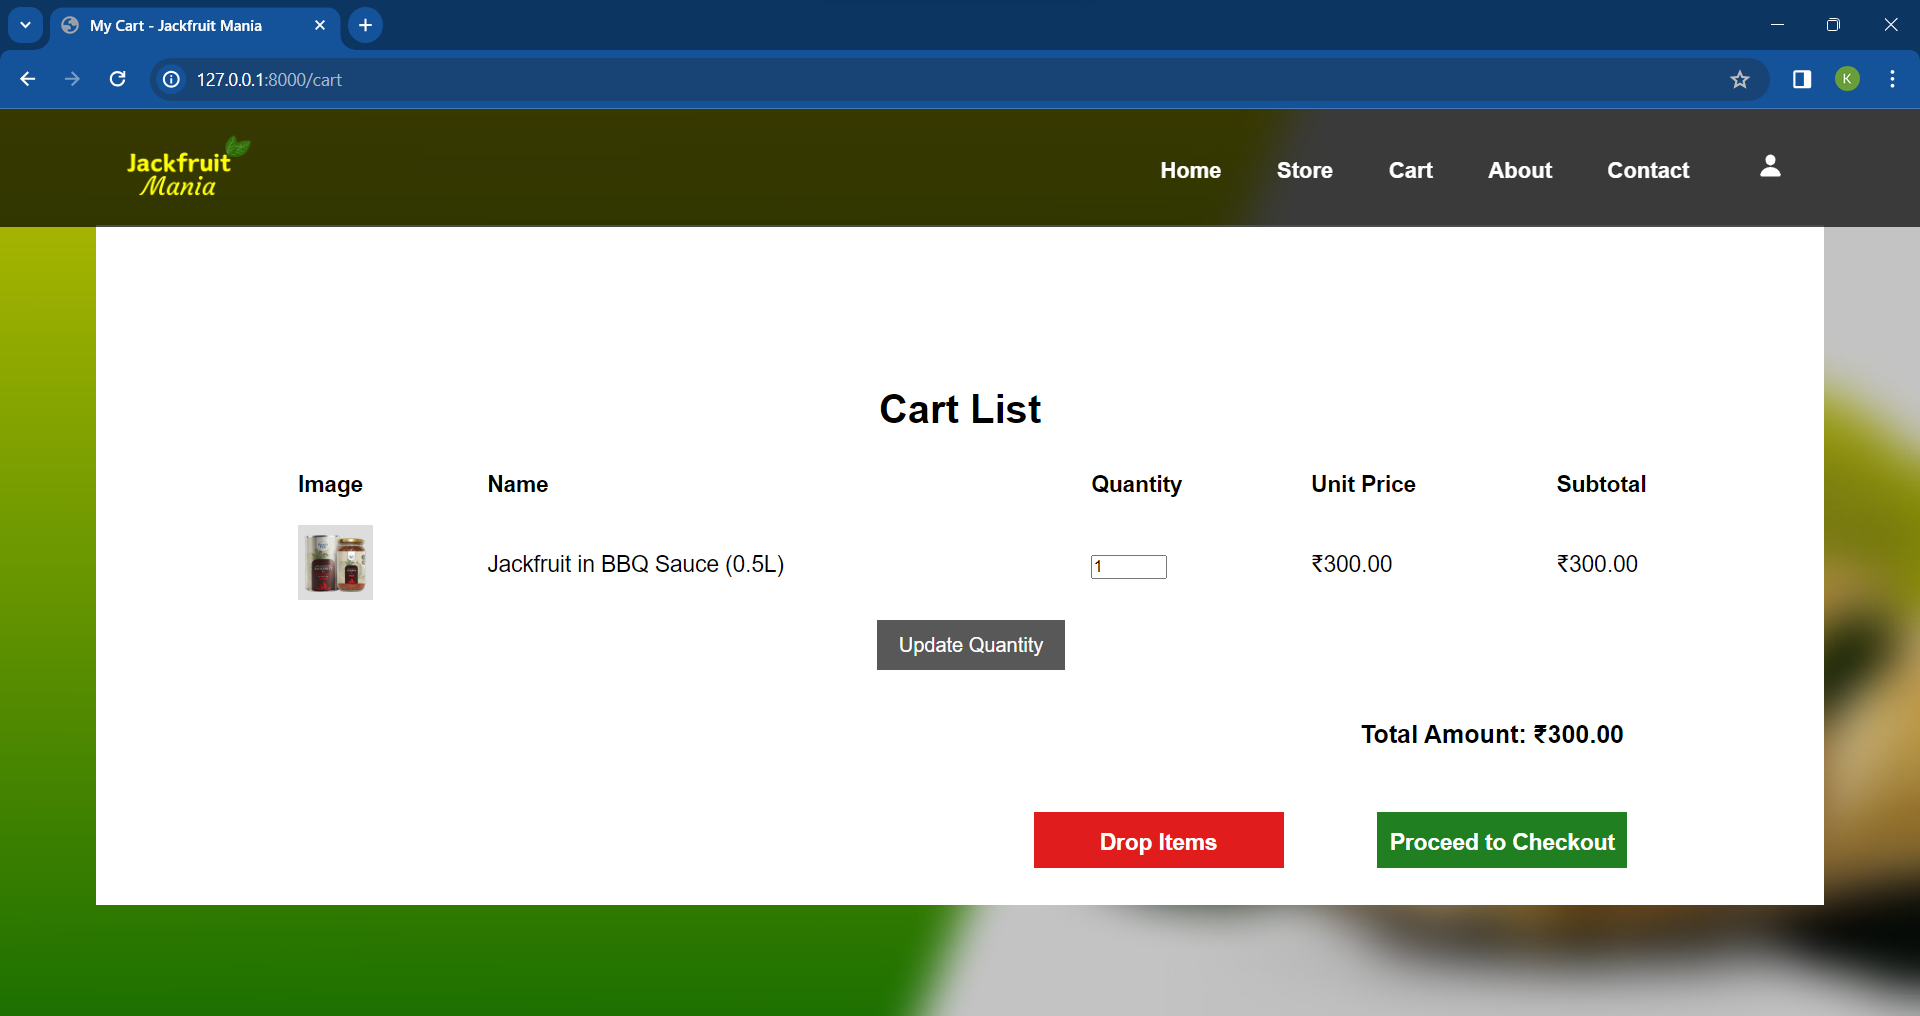 My Cart - Jackfruit Mania
127.0.0.1:8000/cart
K
Jackfruit
Mania
Home Store Cart About Contact
Cart List
Image Name Quantity Unit Price Subtotal
Jackfruit in BBQ Sauce (0.5L) 1 ₹300.00 ₹300.00
Update Quantity
Total Amount: ₹300.00
Drop Items Proceed to Checkout